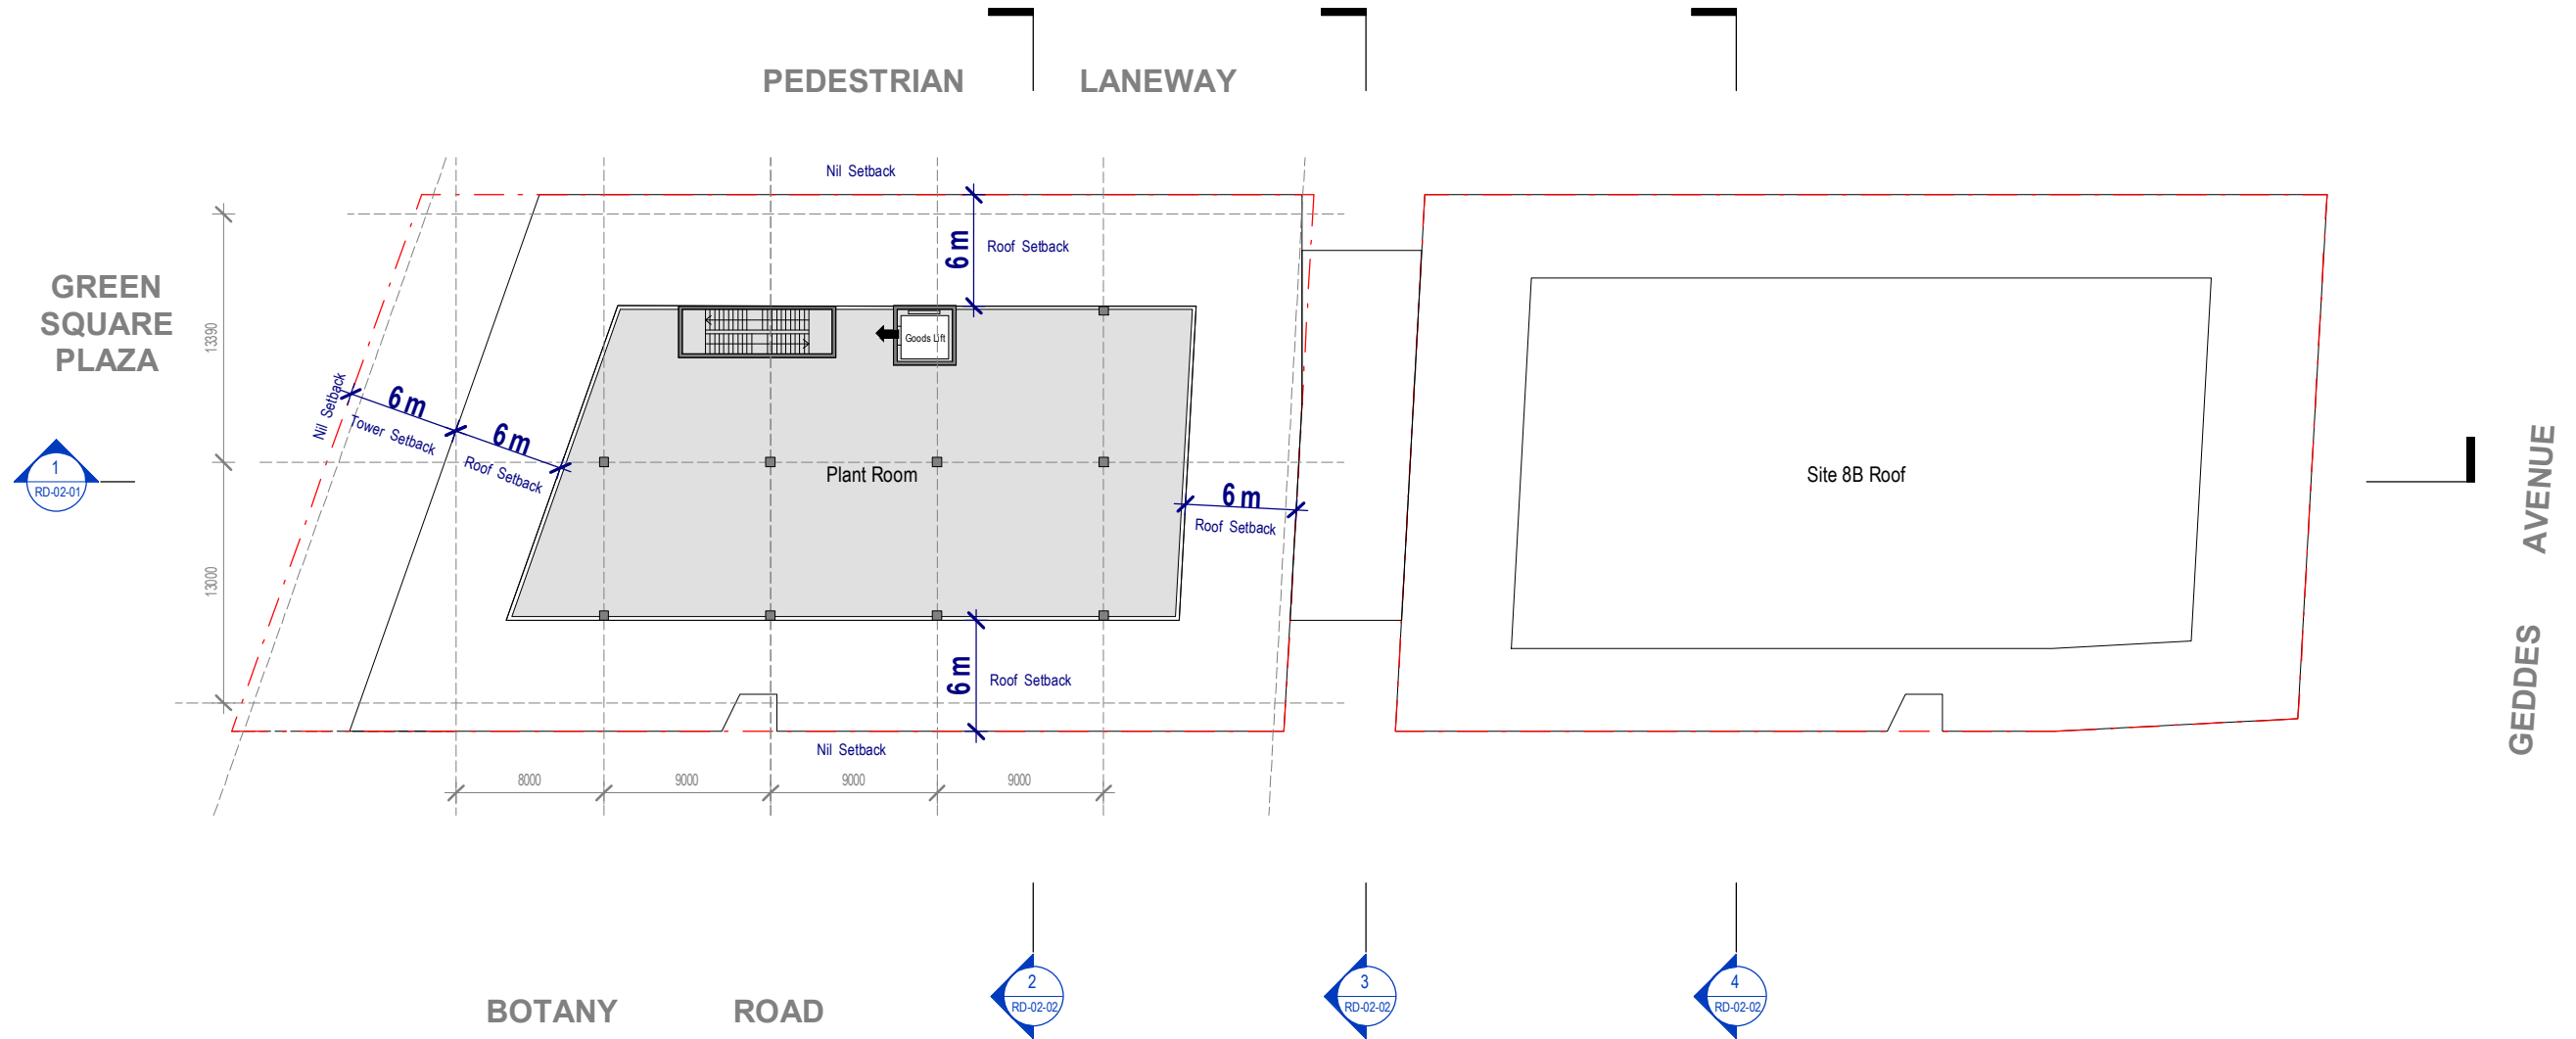 PEDESTRIAN LANEWAY
Nil Setback
6 m
Roof Setback
GREEN
SQUARE
PLAZA
13390
Goods Lift
Nil Setback
6 m
Tower Setback
6 m
Roof Setback
Plant Room
6 m
Roof Setback
Site 8B Roof
GEDDES AVENUE
1
RD-02-01
13000
6 m
Roof Setback
Nil Setback
8000
9000
9000
9000
2
RD-02-02
3
RD-02-02
4
RD-02-02
BOTANY ROAD